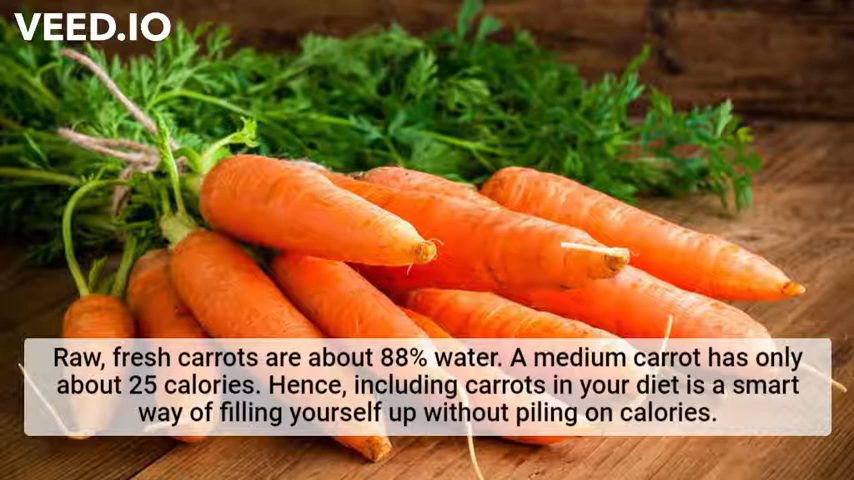 VEED.IO
Raw, fresh carrots are about 88% water. A medium carrot has only
about 25 calories. Hence, including carrots in your diet is a smart
way of filling yourself up without piling on calories.